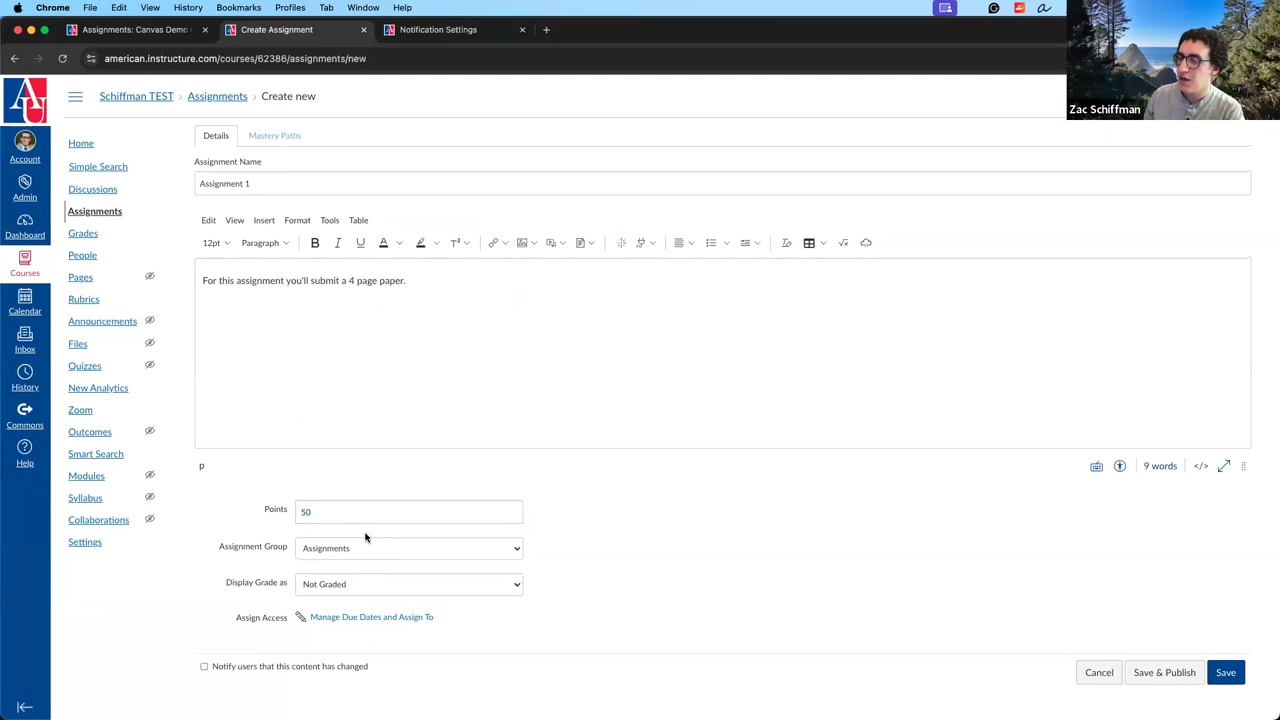 Chrome File Edit View History Bookmarks Profiles Tab Window Help
Assignments: Canvas Demo
Create Assignment
Notification Settings
american.instructure.com/courses/62386/assignments/new
Zac Schiffman
Schiffman TEST › Assignments › Create new
Account
Admin
Dashboard
Courses
Calendar
Inbox
History
Commons
Help
Home
Simple Search
Discussions
Assignments
Grades
People
Pages
Rubrics
Announcements
Files
Quizzes
New Analytics
Zoom
Outcomes
Smart Search
Modules
Syllabus
Collaborations
Settings
Details Mastery Paths
Assignment Name
Assignment 1
Edit View Insert Format Tools Table
12pt Paragraph B I U A T²
For this assignment you'll submit a 4 page paper.
p
9 words </>
Points 50
Assignment Group Assignments
Display Grade as Not Graded
Assign Access Manage Due Dates and Assign To
Notify users that this content has changed
Cancel Save & Publish Save